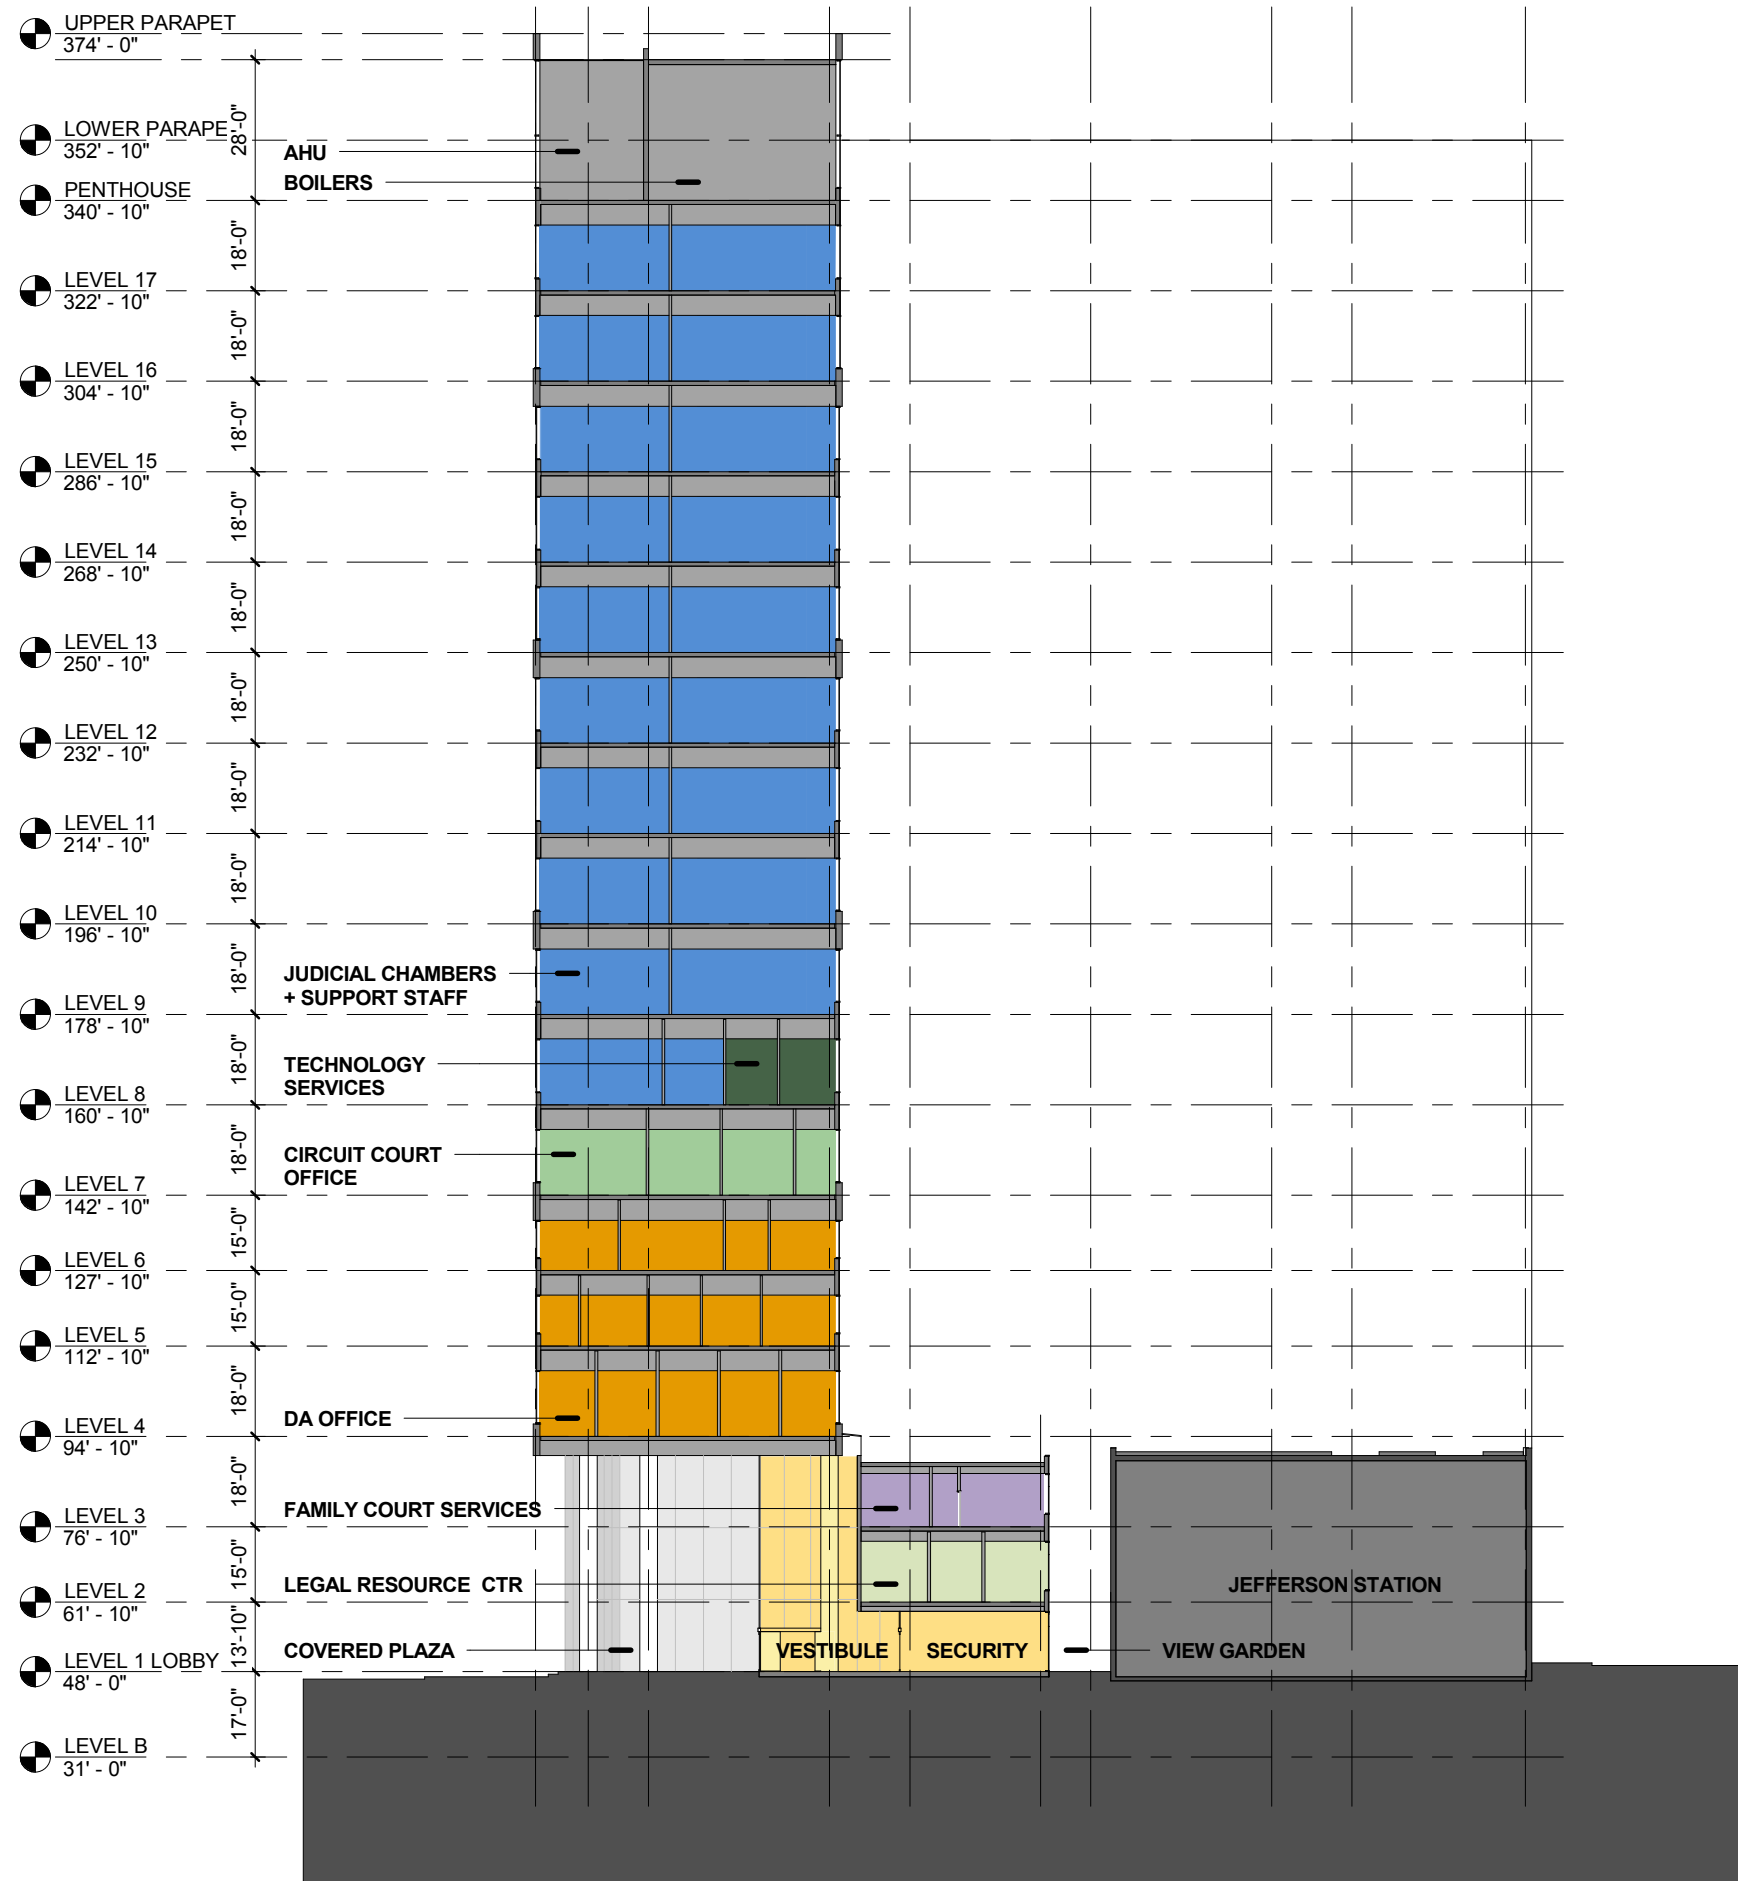 UPPER PARAPET
374' - 0"
28'-0"
LOWER PARAPE
352' - 10"
AHU
BOILERS
PENTHOUSE
340' - 10"
18'-0"
LEVEL 17
322' - 10"
18'-0"
LEVEL 16
304' - 10"
18'-0"
LEVEL 15
286' - 10"
18'-0"
LEVEL 14
268' - 10"
18'-0"
LEVEL 13
250' - 10"
18'-0"
LEVEL 12
232' - 10"
18'-0"
LEVEL 11
214' - 10"
18'-0"
LEVEL 10
196' - 10"
18'-0"
JUDICIAL CHAMBERS
+ SUPPORT STAFF
LEVEL 9
178' - 10"
18'-0"
TECHNOLOGY
SERVICES
LEVEL 8
160' - 10"
18'-0"
CIRCUIT COURT
OFFICE
LEVEL 7
142' - 10"
15'-0"
LEVEL 6
127' - 10"
15'-0"
LEVEL 5
112' - 10"
18'-0"
DA OFFICE
LEVEL 4
94' - 10"
18'-0"
FAMILY COURT SERVICES
LEVEL 3
76' - 10"
15'-0"
LEGAL RESOURCE CTR
JEFFERSON STATION
LEVEL 2
61' - 10"
13'-10"
COVERED PLAZA
VESTIBULE
SECURITY
VIEW GARDEN
LEVEL 1 LOBBY
48' - 0"
17'-0"
LEVEL B
31' - 0"